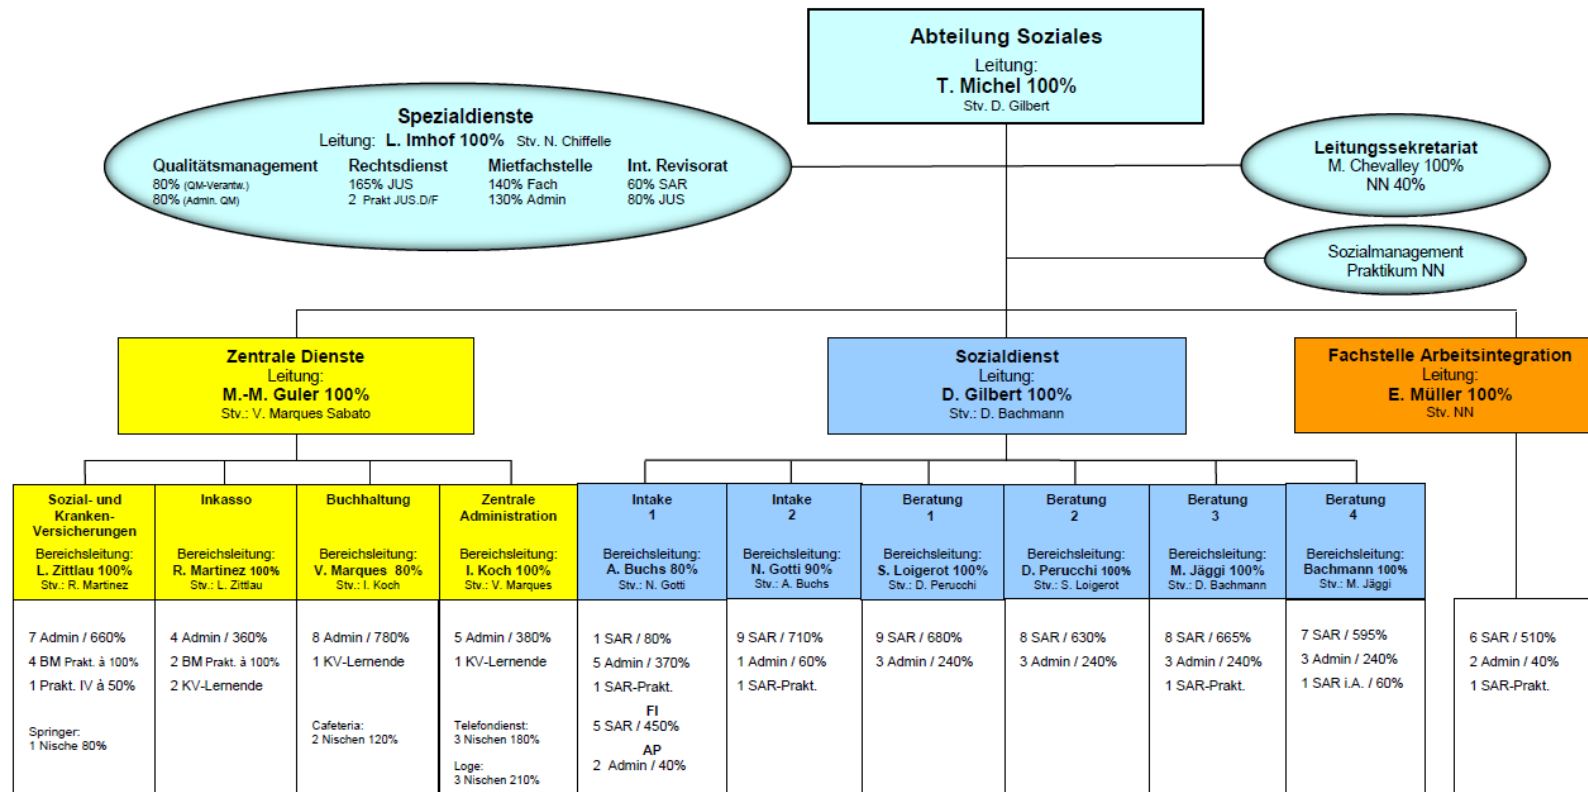 Abteilung Soziales
Leitung:
T. Michel 100%
Stv. D. Gilbert
Spezialdienste
Leitung: L. Imhof 100% Stv. N. Chiffelle
Qualitätsmanagement
80% (QM-Verantw.)
80% (Admin. QM)
Rechtsdienst
165% JUS
2 Prakt JUS.D/F
Mietfachstelle
140% Fach
130% Admin
Int. Revisorat
60% SAR
80% JUS
Leitungssekretariat
M. Chevalley 100%
NN 40%
Sozialmanagement
Praktikum NN
Zentrale Dienste
Leitung:
M.-M. Guler 100%
Stv.: V. Marques Sabato
Sozialdienst
Leitung:
D. Gilbert 100%
Stv.: D. Bachmann
Fachstelle Arbeitsintegration
Leitung:
E. Müller 100%
Stv. NN
Sozial- und
Kranken-
Versicherungen
Bereichsleitung:
L. Zittlau 100%
Stv.: R. Martinez
7 Admin / 660%
4 BM Prakt. à 100%
1 Prakt. IV à 50%
Springer:
1 Nische 80%
Inkasso
Bereichsleitung:
R. Martinez 100%
Stv.: L. Zittlau
4 Admin / 360%
2 BM Prakt. à 100%
2 KV-Lernende
Buchhaltung
Bereichsleitung:
V. Marques 80%
Stv.: I. Koch
8 Admin / 780%
1 KV-Lernende
Cafeteria:
2 Nischen 120%
Zentrale
Administration
Bereichsleitung:
I. Koch 100%
Stv.: V. Marques
5 Admin / 380%
1 KV-Lernende
Telefondienst:
3 Nischen 180%
Loge:
3 Nischen 210%
Intake
1
Bereichsleitung:
A. Buchs 80%
Stv.: N. Gotti
1 SAR / 80%
5 Admin / 370%
1 SAR-Prakt.
FI
5 SAR / 450%
AP
2 Admin / 40%
Intake
2
Bereichsleitung:
N. Gotti 90%
Stv.: A. Buchs
9 SAR / 710%
1 Admin / 60%
1 SAR-Prakt.
Beratung
1
Bereichsleitung:
S. Loigerot 100%
Stv.: D. Perucchi
9 SAR / 680%
3 Admin / 240%
Beratung
2
Bereichsleitung:
D. Perucchi 100%
Stv.: S. Loigerot
8 SAR / 630%
3 Admin / 240%
Beratung
3
Bereichsleitung:
M. Jäggi 100%
Stv.: D. Bachmann
8 SAR / 665%
3 Admin / 240%
1 SAR-Prakt.
Beratung
4
Bereichsleitung:
Bachmann 100%
Stv.: M. Jäggi
7 SAR / 595%
3 Admin / 240%
1 SAR i.A. / 60%
6 SAR / 510%
2 Admin / 40%
1 SAR-Prakt.